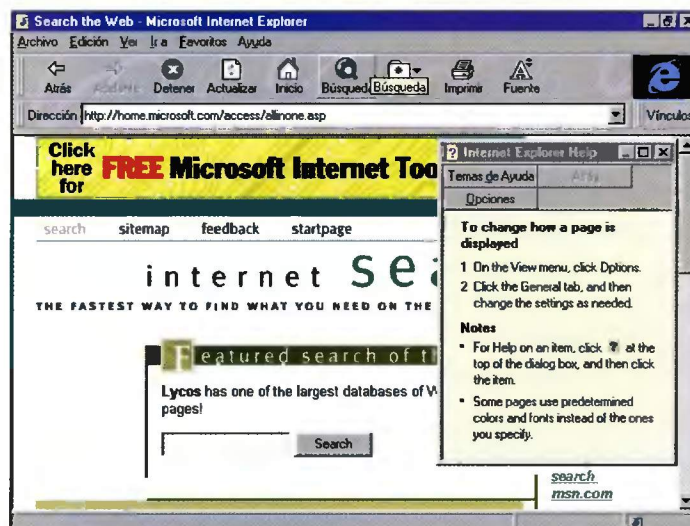 Search the Web - Microsoft Internet Explorer
Archivo Edición Ver Ir a Favoritos Ayuda
Atrás Detener Actualizar Inicio Búsqued Búsqueda Imprimir Fuente
Dirección http://home.microsoft.com/access/allinone.asp Vínculos
Click
here
for
FREE Microsoft Internet Too
search sitemap feedback startpage
internet sea
THE FASTEST WAY TO FIND WHAT YOU NEED ON THE
Featured search of th
Lycos has one of the largest databases of W
pages!
Search
search
msn.com
Internet Explorer Help
Temas de Ayuda Atrás
Opciones
To change how a page is
displayed
1 On the View menu, click Options.
2 Click the General tab, and then
change the settings as needed.
Notes
• For Help on an item, click ? at the
top of the dialog box, and then click
the item.
• Some pages use predetermined
colors and fonts instead of the ones
you specify.